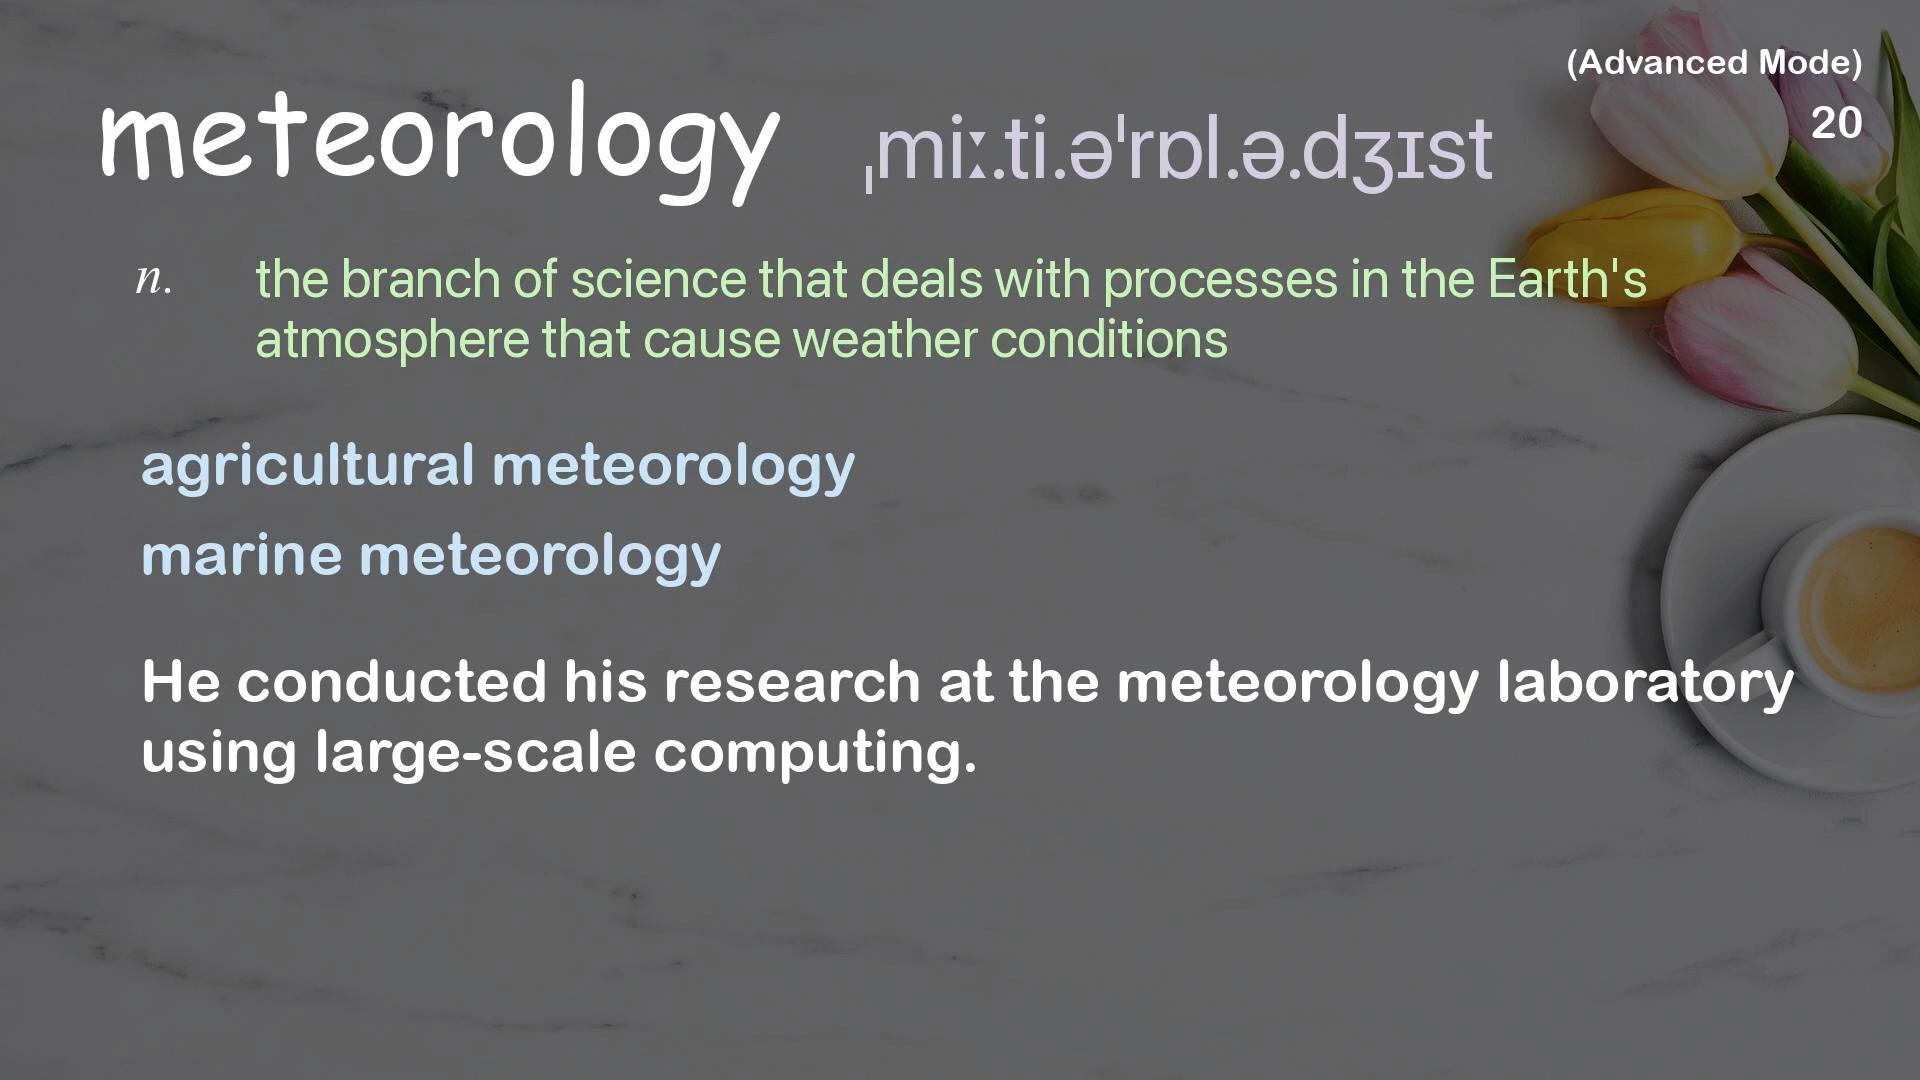 (Advanced Mode)
meteorology ˌmiː.ti.əˈrɒl.ə.dʒɪst
20
n. the branch of science that deals with processes in the Earth's
atmosphere that cause weather conditions
agricultural meteorology
marine meteorology
He conducted his research at the meteorology laboratory
using large-scale computing.